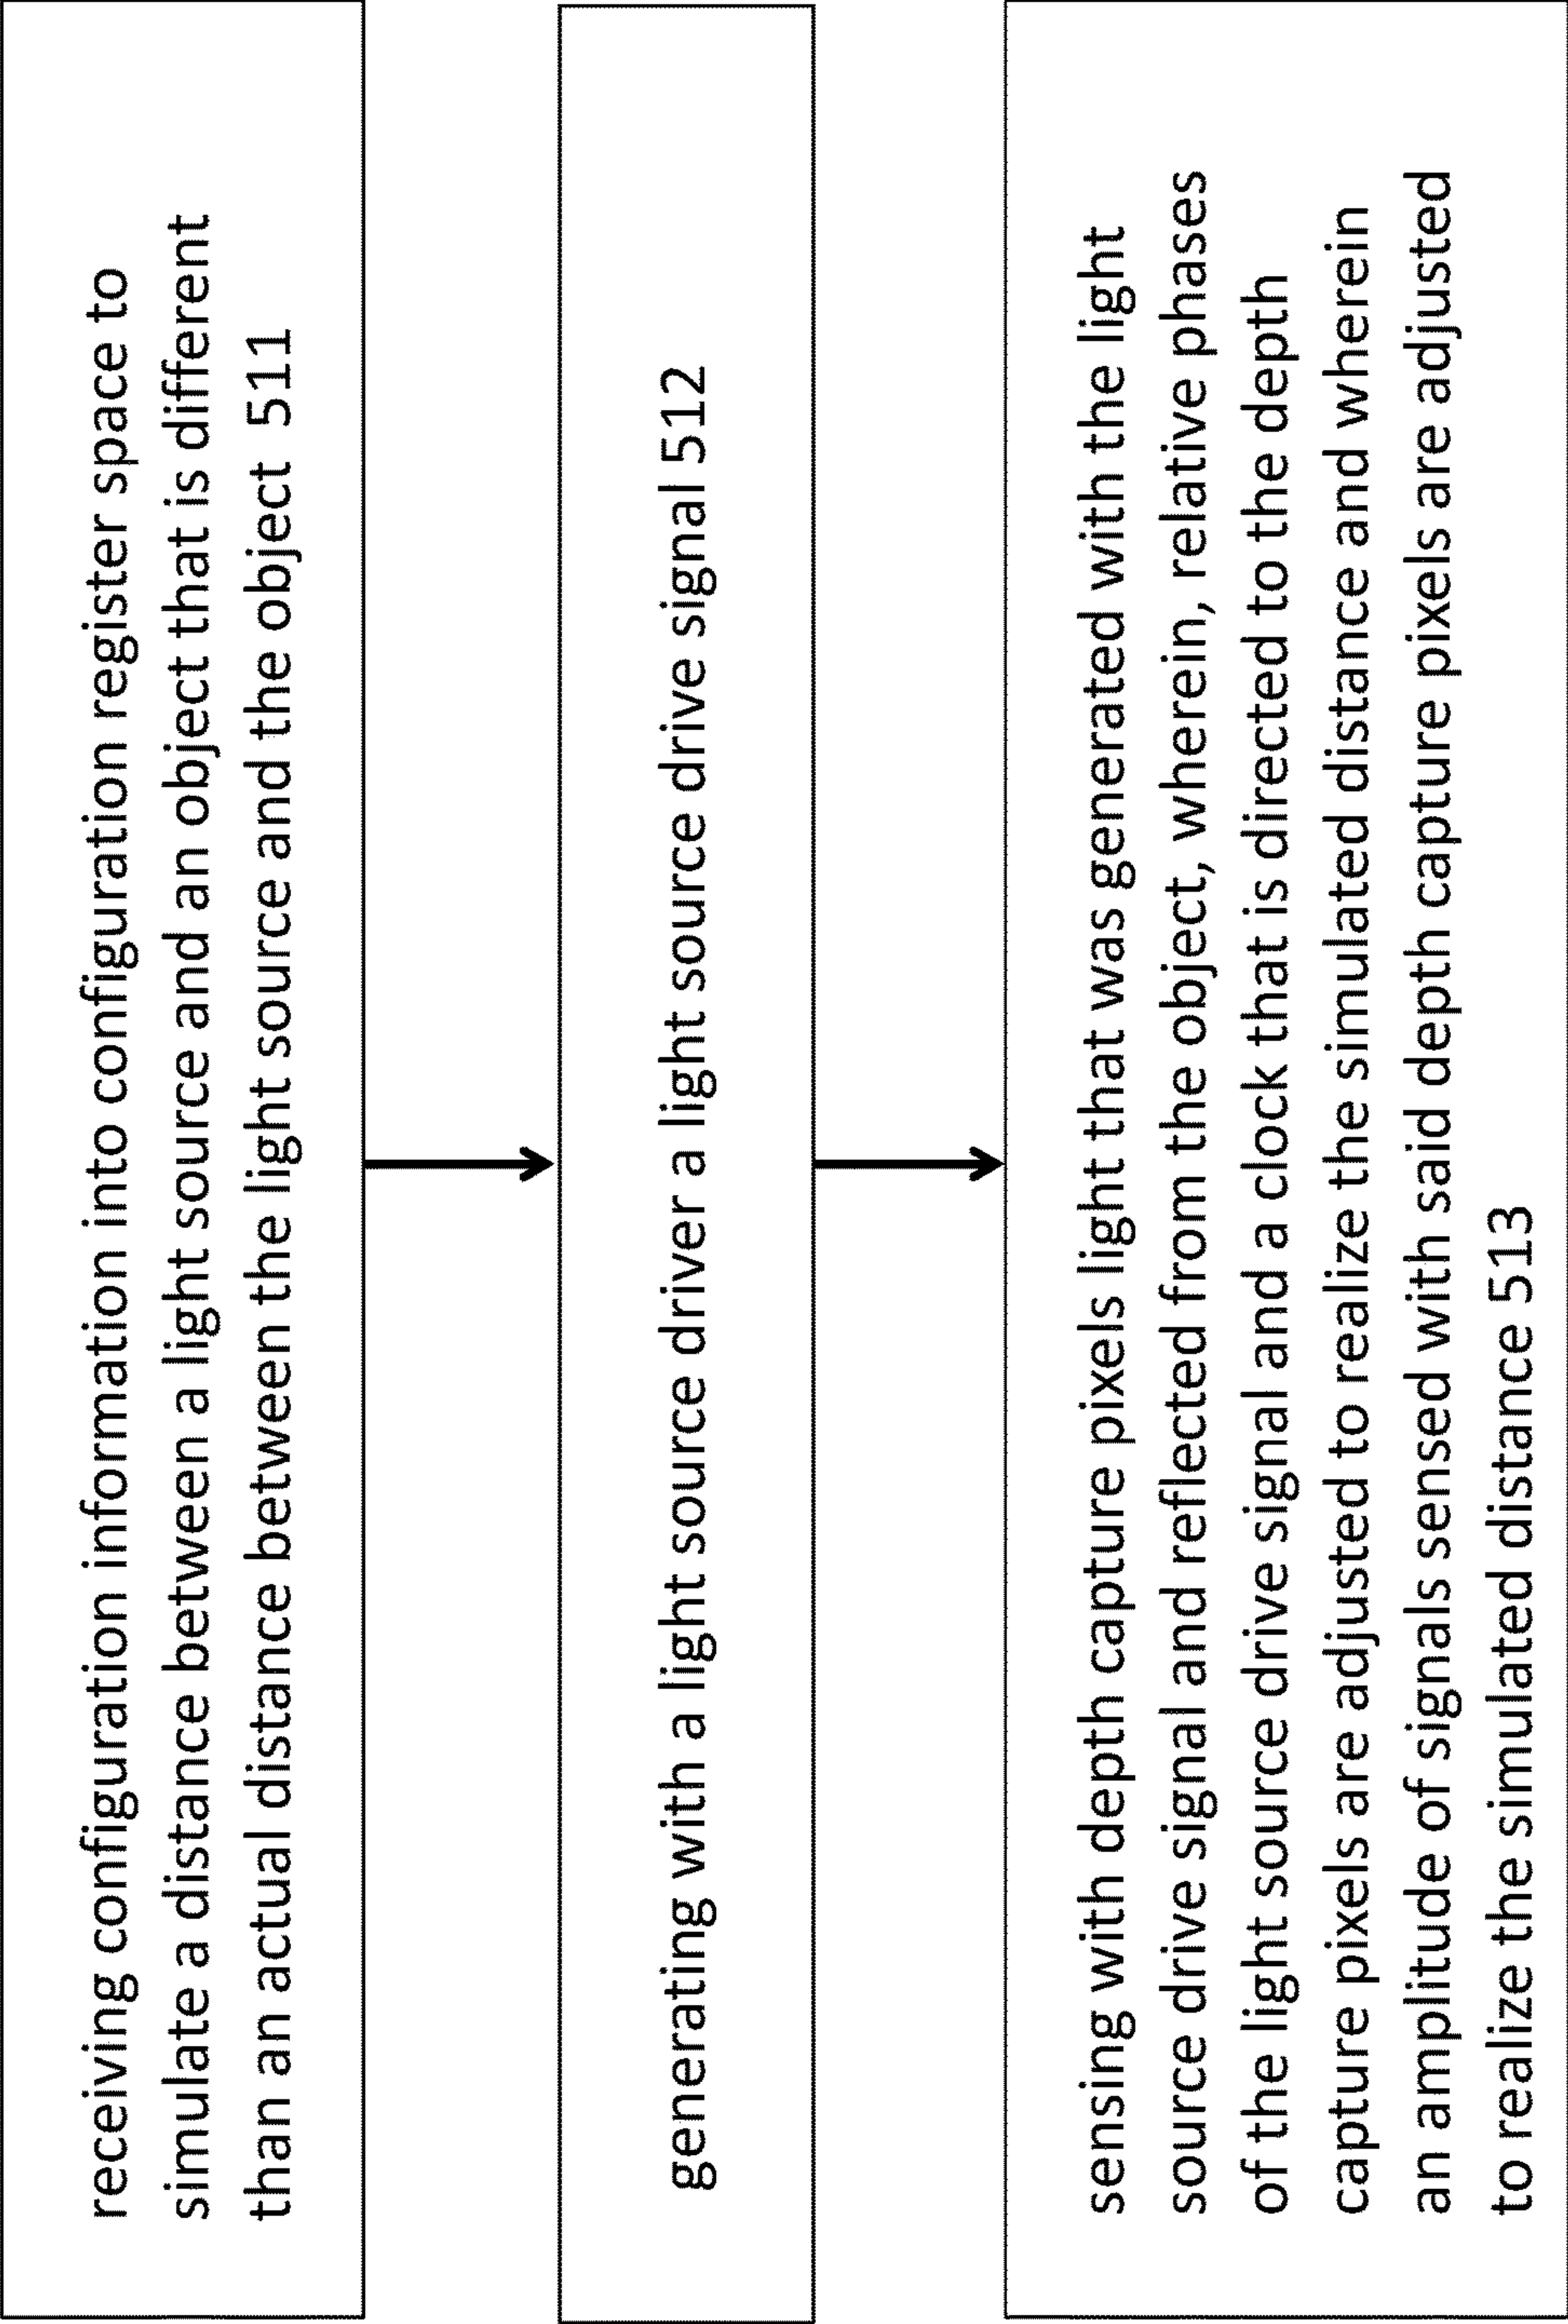 receiving configuration information into configuration register space to
simulate a distance between a light source and an object that is different
than an actual distance between the light source and the object 511
generating with a light source driver a light source drive signal 512
sensing with depth capture pixels light that was generated with the light
source drive signal and reflected from the object, wherein, relative phases
of the light source drive signal and a clock that is directed to the depth
capture pixels are adjusted to realize the simulated distance and wherein
an amplitude of signals sensed with said depth capture pixels are adjusted
to realize the simulated distance 513